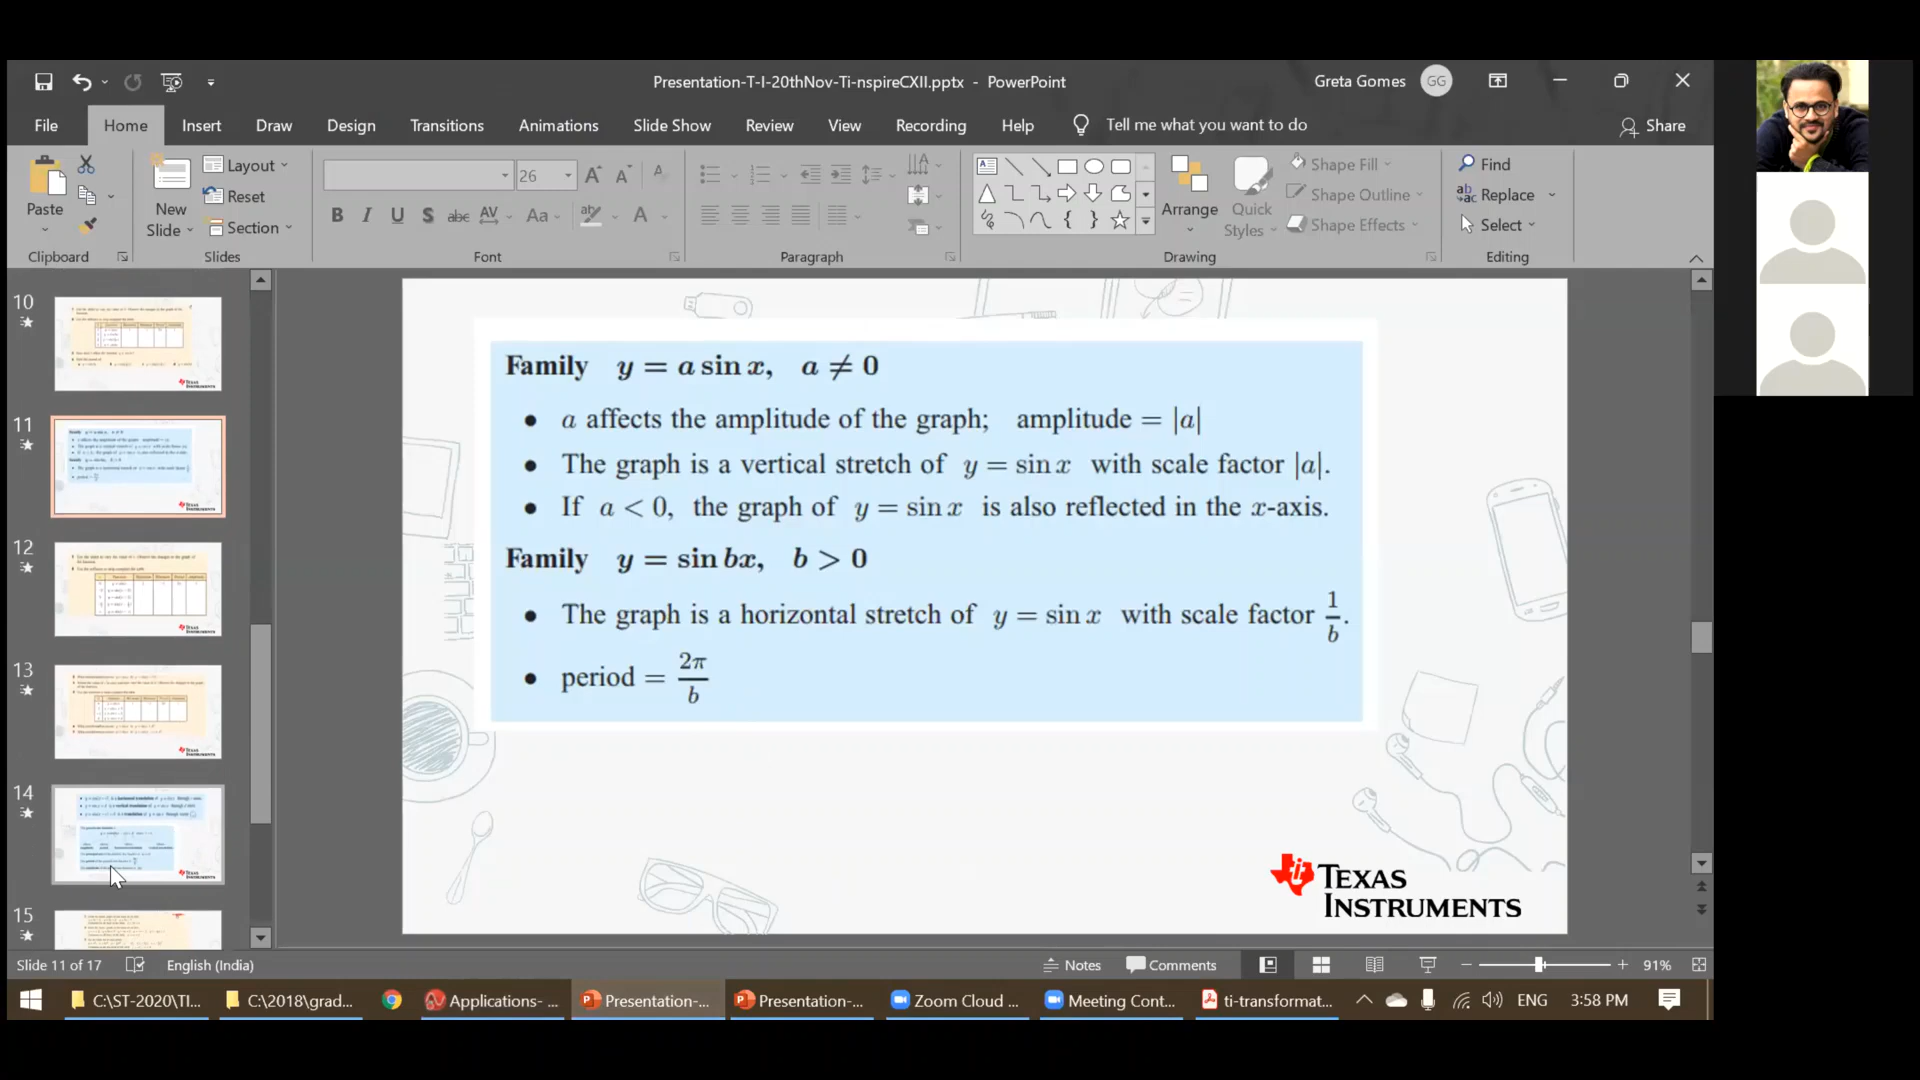 Presentation-T-I-20thNov-Ti-nspireCXII.pptx - PowerPoint
Greta Gomes
GG
File
Home
Insert
Draw
Design
Transitions
Animations
Slide Show
Review
View
Recording
Help
Tell me what you want to do
Share
Paste
New
Slide
Layout
Reset
Section
26
Shape Fill
Shape Outline
Shape Effects
Arrange
Quick
Styles
Find
Replace
Select
Clipboard
Slides
Font
Paragraph
Drawing
Editing
10
11
12
13
14
15
Family y = a sin x, a ≠ 0
• a affects the amplitude of the graph; amplitude = |a|
• The graph is a vertical stretch of y = sin x with scale factor |a|.
• If a < 0, the graph of y = sin x is also reflected in the x-axis.
Family y = sin bx, b > 0
• The graph is a horizontal stretch of y = sin x with scale factor 1/b.
• period = 2π/b
TEXAS
INSTRUMENTS
Slide 11 of 17
English (India)
Notes
Comments
91%
C:\ST-2020\TI...
C:\2018\grad...
Applications- ...
Presentation-...
Presentation-...
Zoom Cloud ...
Meeting Cont...
ti-transformat...
ENG
3:58 PM